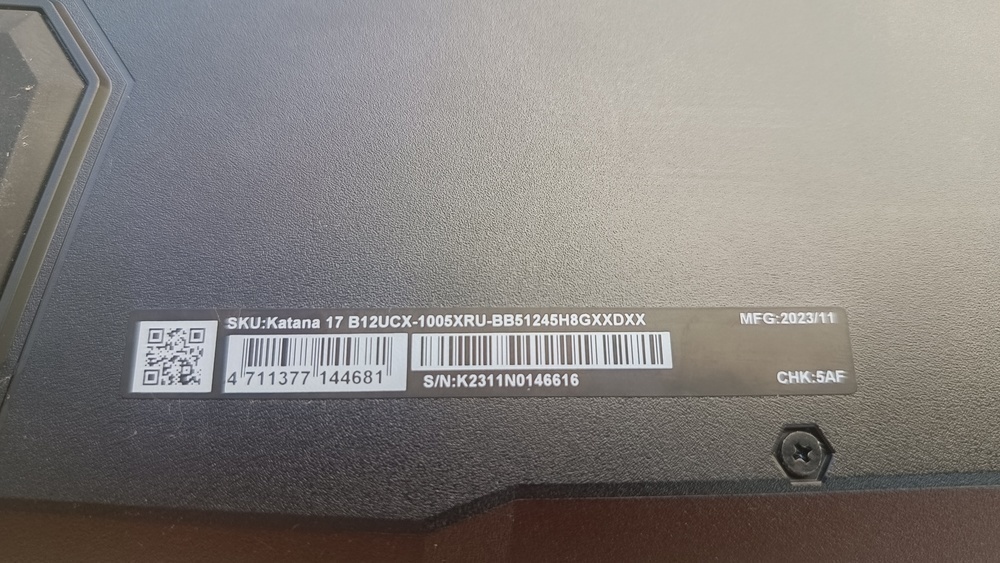 SKU:Katana 17 B12UCX-1005XRU-BB51245H8GXXDXX
MFG:2023/11
4 711377 144681
S/N:K2311N0146616
CHK:5AF